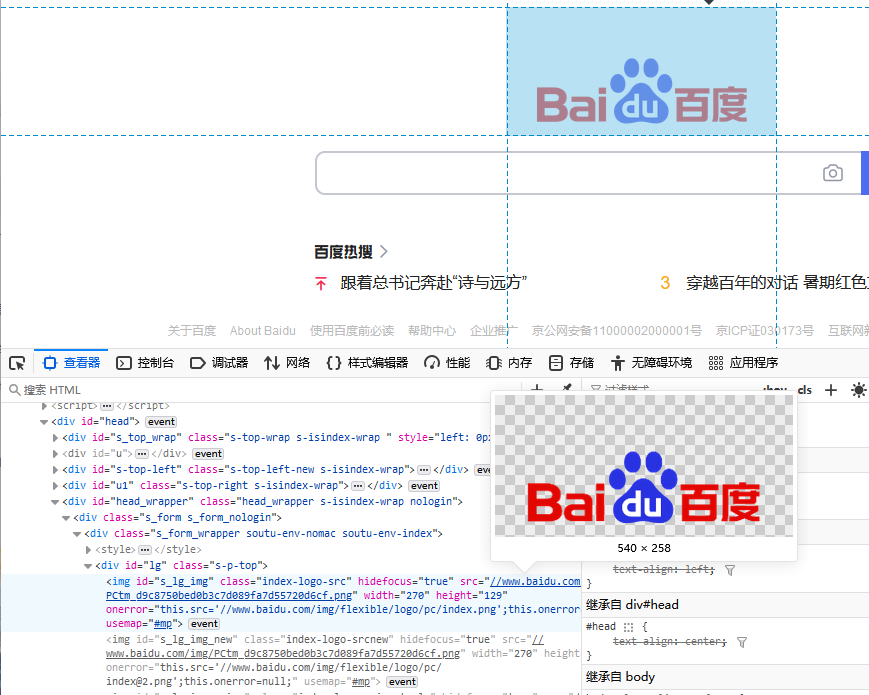 Bai du 百度
百度热搜
跟着总书记奔赴“诗与远方”
3 穿越百年的对话 暑期红色
关于百度 About Baidu 使用百度前必读 帮助中心 企业推广 京公网安备11000002000001号 京ICP证030173号 互联网
查看器 控制台 调试器 网络 {} 样式编辑器 性能 内存 存储 无障碍环境 应用程序
搜索 HTML
+
过滤样式
:hov .cls +
<script> ••• </script>
<div id="head"> event
<div id="s_top_wrap" class="s-top-wrap s-isindex-wrap " style="left: 0px
<div id="u"> ••• </div> event
<div id="s-top-left" class="s-top-left-new s-isindex-wrap"> ••• </div> eve
<div id="u1" class="s-top-right s-isindex-wrap"> ••• </div> event
<div id="head_wrapper" class="head_wrapper s-isindex-wrap nologin">
<div class="s_form s_form_nologin">
<div class="s_form_wrapper soutu-env-nomac soutu-env-index">
<style> ••• </style>
<div id="lg" class="s-p-top">
<img id="s_lg_img" class="index-logo-src" hidefocus="true" src="//www.baidu.com
PCtm_d9c8750bed0b3c7d089fa7d55720d6cf.png" width="270" height="129"
onerror="this.src='//www.baidu.com/img/flexible/logo/pc/index.png';this.onerror
usemap="#mp"> event
<img id="s_lg_img_new" class="index-logo-srcnew" hidefocus="true" src="//
www.baidu.com/img/PCtm_d9c8750bed0b3c7d089fa7d55720d6cf.png" width="270" height
onerror="this.src='//www.baidu.com/img/flexible/logo/pc/
index@2.png';this.onerror=null;" usemap="#mp"> event
Bai du 百度
540 × 258
text-align: left;
}
继承自 div#head
#head {
text-align: center;
}
继承自 body